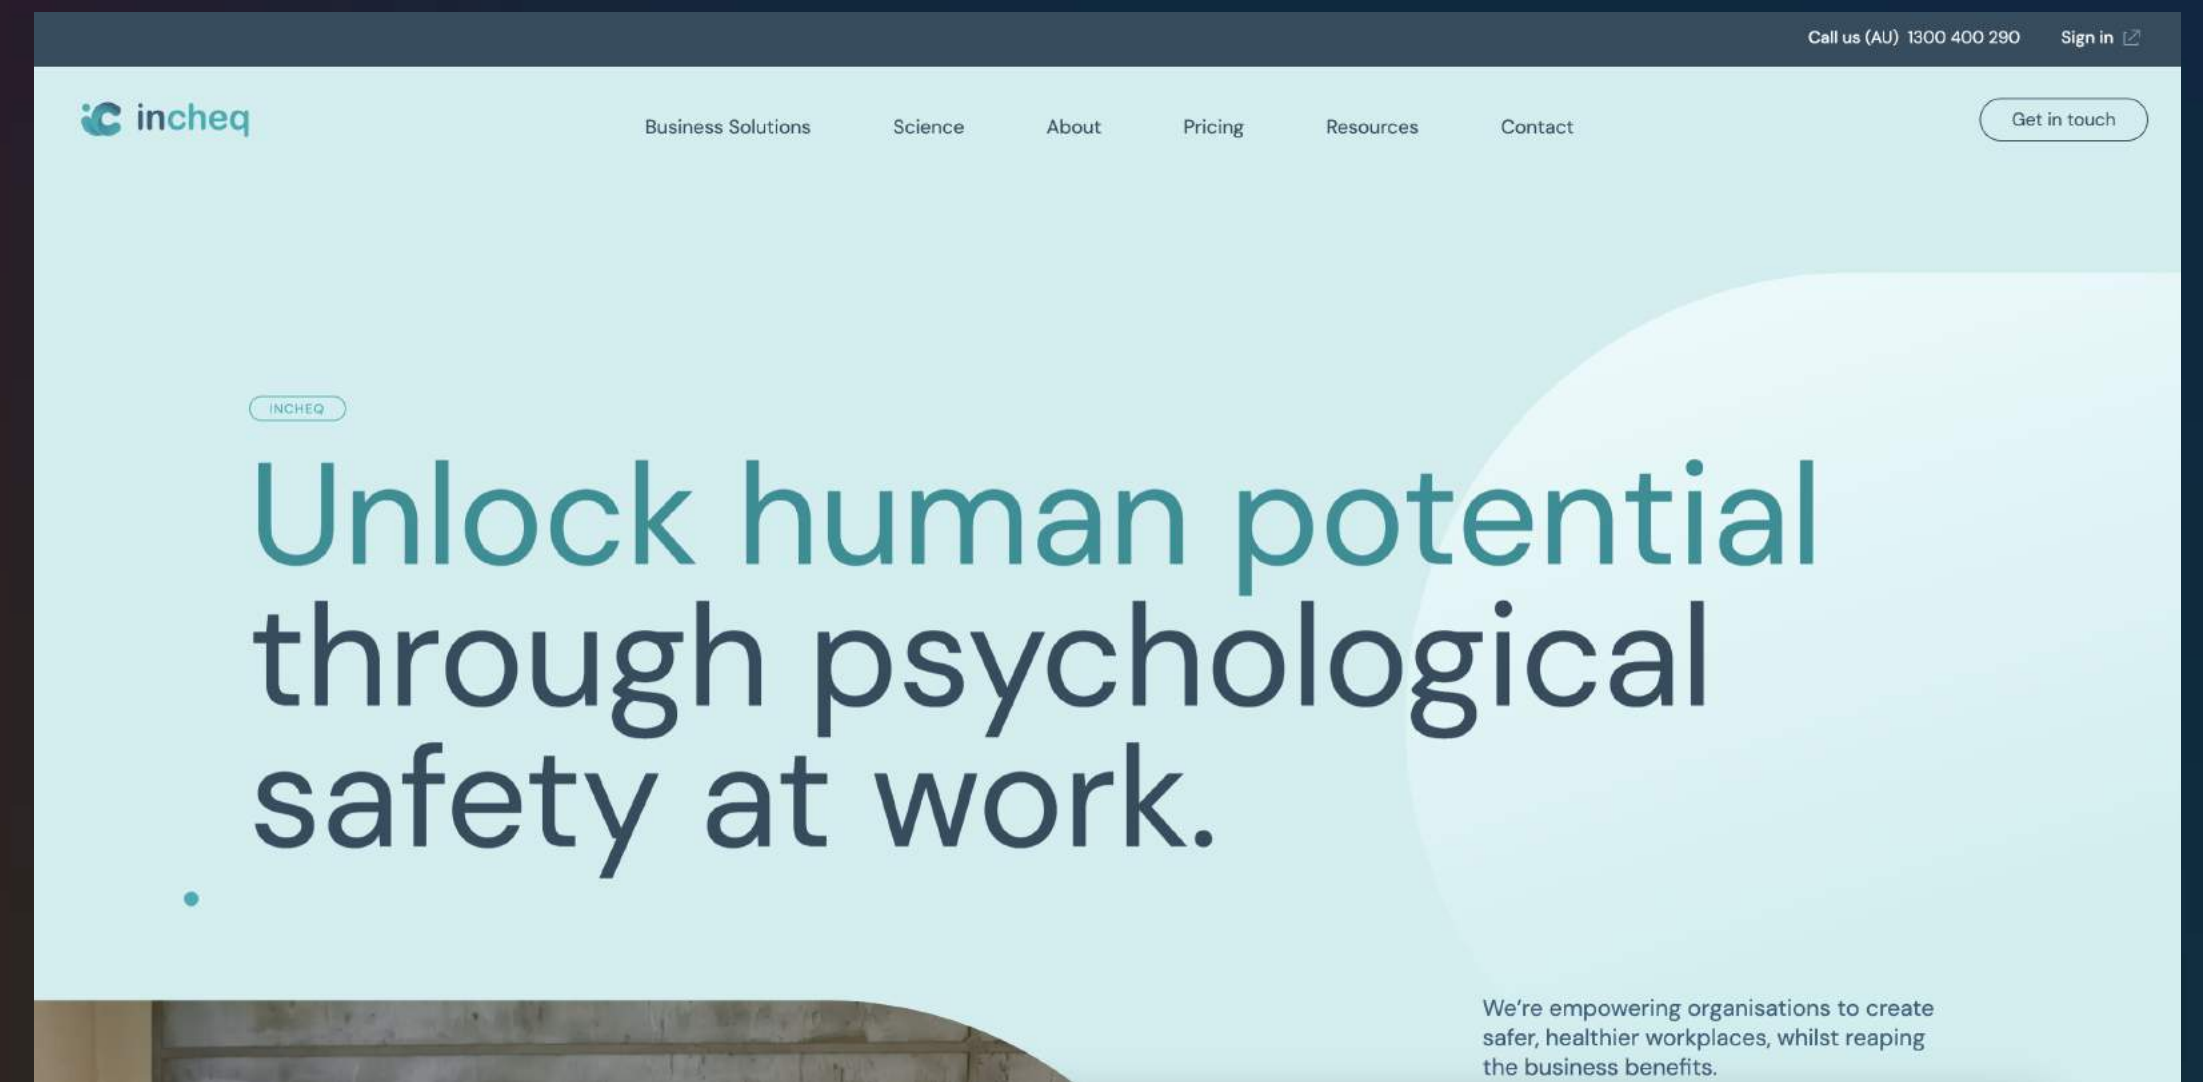 Call us (AU) 1300 400 290 Sign in
incheq
Business Solutions Science About Pricing Resources Contact
Get in touch
INCHEQ
Unlock human potential
through psychological
safety at work.
We're empowering organisations to create
safer, healthier workplaces, whilst reaping
the business benefits.